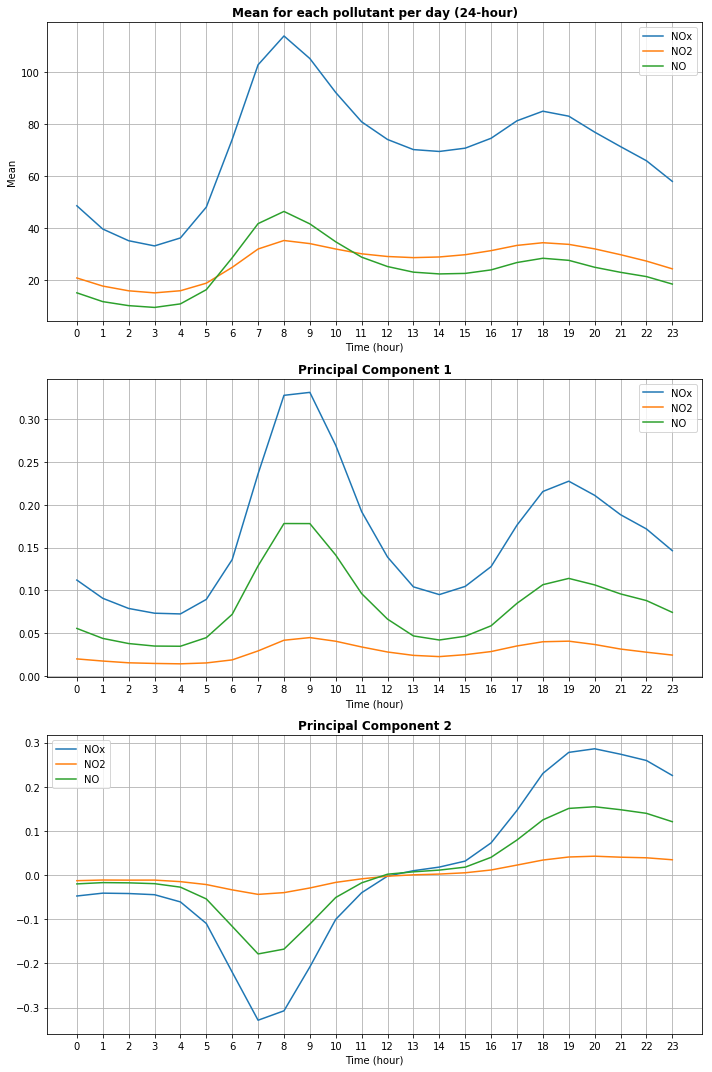 Mean for each pollutant per day (24-hour)
NOx
NO2
NO
100
80
60
40
20
Mean
0 1 2 3 4 5 6 7 8 9 10 11 12 13 14 15 16 17 18 19 20 21 22 23
Time (hour)
Principal Component 1
NOx
NO2
NO
0.30
0.25
0.20
0.15
0.10
0.05
0.00
0 1 2 3 4 5 6 7 8 9 10 11 12 13 14 15 16 17 18 19 20 21 22 23
Time (hour)
Principal Component 2
NOx
NO2
NO
0.3
0.2
0.1
0.0
−0.1
−0.2
−0.3
0 1 2 3 4 5 6 7 8 9 10 11 12 13 14 15 16 17 18 19 20 21 22 23
Time (hour)